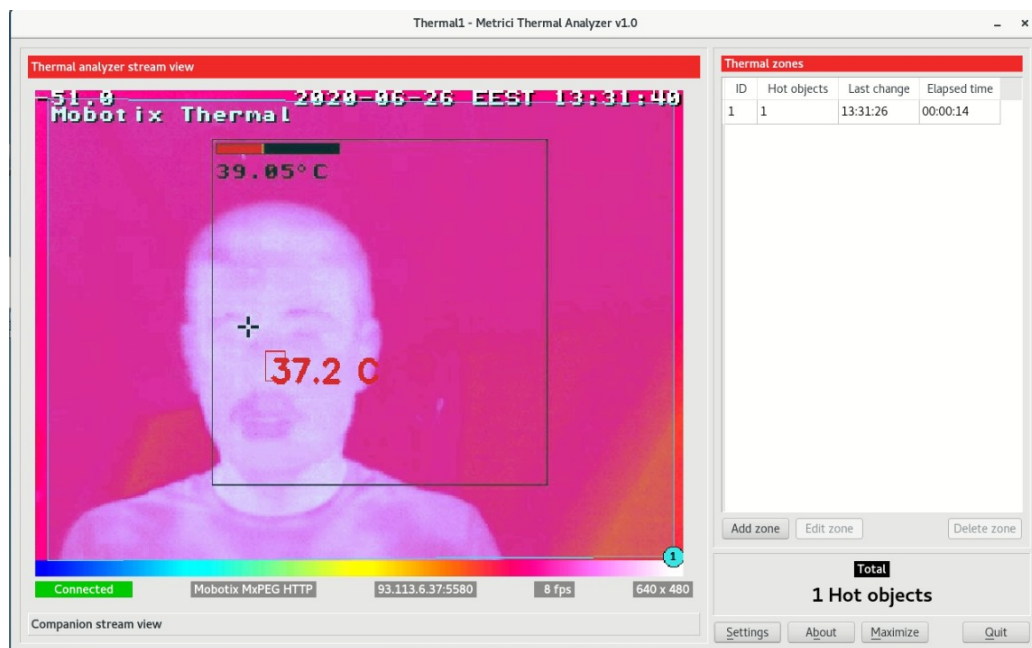 Thermal1 - Metrici Thermal Analyzer v1.0
Thermal analyzer stream view
-51.0 2020-06-26 EEST 13:31:40
Mobotix Thermal
39.05°C
37.2 C
1
Connected Mobotix MxPEG HTTP 93.113.6.37:5580 8 fps 640 x 480
Companion stream view
Thermal zones
ID Hot objects Last change Elapsed time
1 1 13:31:26 00:00:14
Add zone Edit zone Delete zone
Total
1 Hot objects
Settings About Maximize Quit